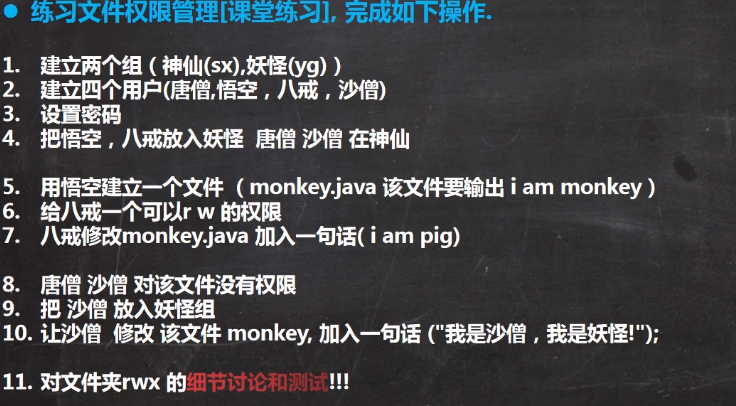 ● 练习文件权限管理[课堂练习], 完成如下操作.
1. 建立两个组（神仙(sx),妖怪(yg)）
2. 建立四个用户(唐僧,悟空，八戒，沙僧)
3. 设置密码
4. 把悟空，八戒放入妖怪 唐僧 沙僧 在神仙
5. 用悟空建立一个文件 （monkey.java 该文件要输出 i am monkey）
6. 给八戒一个可以r w 的权限
7. 八戒修改monkey.java 加入一句话( i am pig)
8. 唐僧 沙僧 对该文件没有权限
9. 把 沙僧 放入妖怪组
10. 让沙僧 修改 该文件 monkey, 加入一句话 ("我是沙僧，我是妖怪!");
11. 对文件夹rwx 的细节讨论和测试!!!